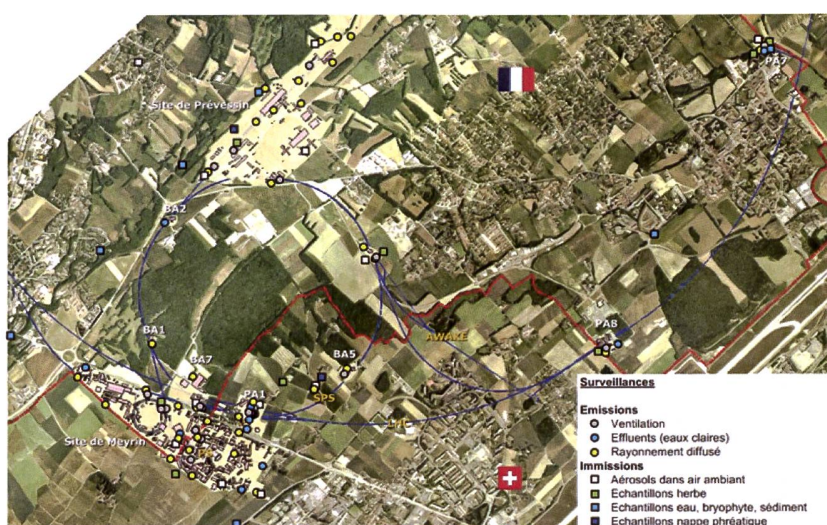 PA7
Site de Prévessin
BA2
BA1
PA8
AWAKE
BA7
BA5
PA1
SPS
LHC
Site de Meyrin
Surveillances
Emissions
Ventilation
Effluents (eaux claires)
Rayonnement diffusé
Immissions
Aérosols dans air ambiant
Echantillons herbe
Echantillons eau, bryophyte, sédiment
Echantillons nappe phréatique